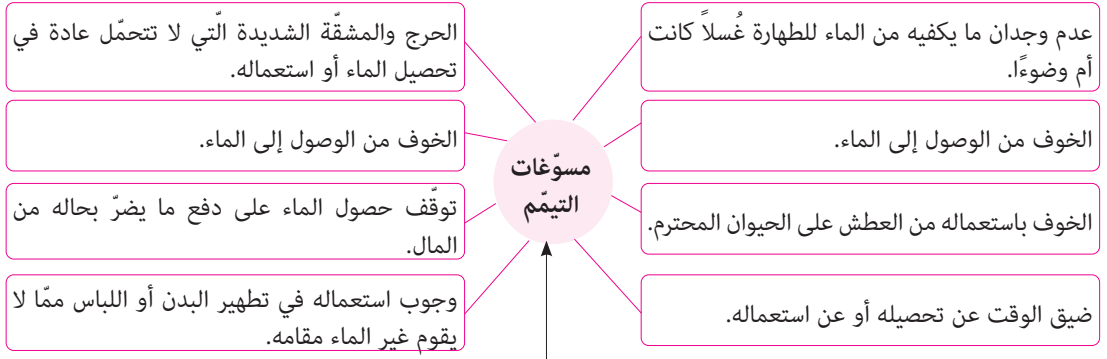 عدم وجدان ما يكفيه من الماء للطهارة غُسلاً كانت
أم وضوءًا.
الخوف من الوصول إلى الماء.
الخوف باستعماله من العطش على الحيوان المحترم.
ضيق الوقت عن تحصيله أو عن استعماله.
مسوّغات
التيمّم
الحرج والمشقّة الشديدة الّتي لا تتحمّل عادة في
تحصيل الماء أو استعماله.
الخوف من الوصول إلى الماء.
توقّف حصول الماء على دفع ما يضرّ بحاله من
المال.
وجوب استعماله في تطهير البدن أو اللباس ممّا لا
يقوم غير الماء مقامه.